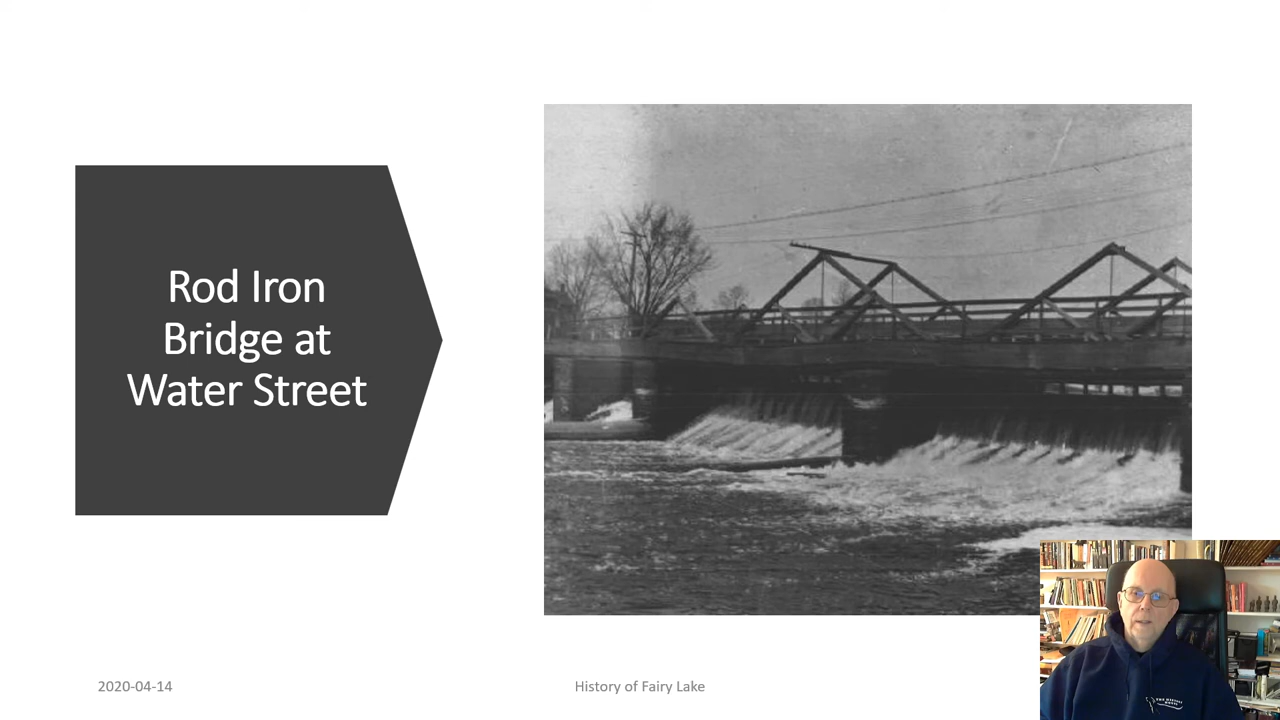 Rod Iron
Bridge at
Water Street
2020-04-14
History of Fairy Lake